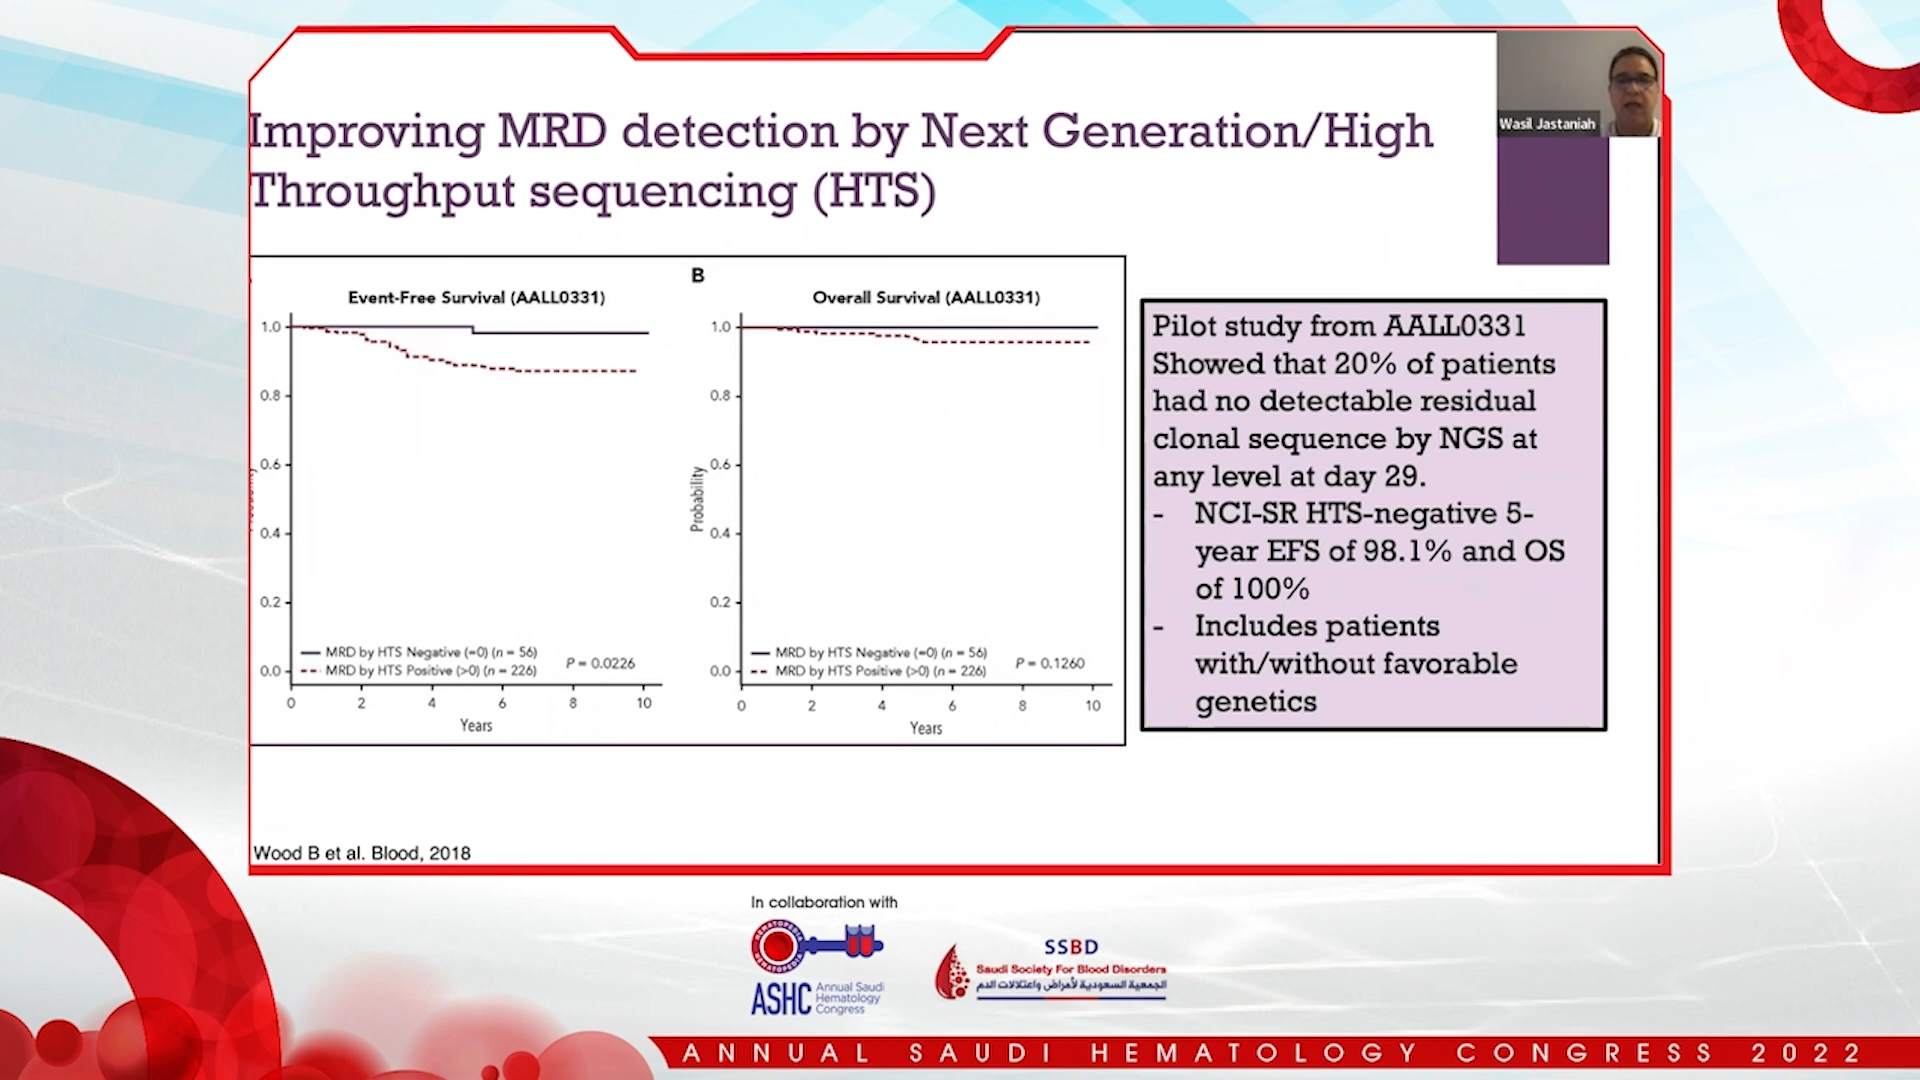 Wasil Jastaniah
Improving MRD detection by Next Generation/High
Throughput sequencing (HTS)
Event-Free Survival (AALL0331)
1.0
0.8
0.6
0.4
0.2
0.0
MRD by HTS Negative (=0) (n = 56)
MRD by HTS Positive (>0) (n = 226)
P = 0.0226
0 2 4 6 8 10
Years
B
Overall Survival (AALL0331)
Probability
1.0
0.8
0.6
0.4
0.2
0.0
MRD by HTS Negative (=0) (n = 56)
MRD by HTS Positive (>0) (n = 226)
P = 0.1260
0 2 4 6 8 10
Years
Pilot study from AALL0331
Showed that 20% of patients
had no detectable residual
clonal sequence by NGS at
any level at day 29.
- NCI-SR HTS-negative 5-
year EFS of 98.1% and OS
of 100%
- Includes patients
with/without favorable
genetics
Wood B et al. Blood, 2018
In collaboration with
HEMATOPEDIA
HEMATOPEDIA
ASHC Annual Saudi
Hematology
Congress
SSBD
Saudi Society For Blood Disorders
الجمعية السعودية لأمراض واعتلالات الدم
ANNUAL SAUDI HEMATOLOGY CONGRESS 2022